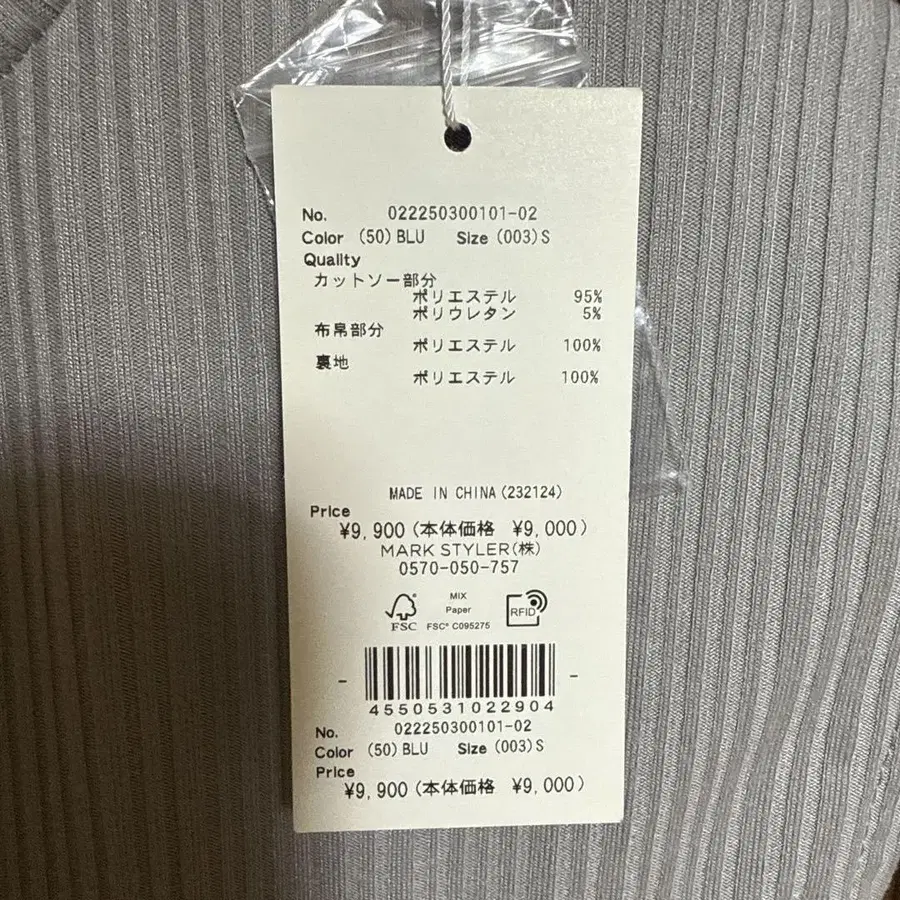 No. 022250300101-02
Color (50) BLU Size (003) S
Quality
カットソー部分
ポリエステル 95%
ポリウレタン 5%
布帛部分
ポリエステル 100%
裏地
ポリエステル 100%
MADE IN CHINA (232124)
Price
¥9,900 (本体価格 ¥9,000)
MARK STYLER(株)
0570-050-757
MIX
Paper
FSC FSC® C095275
RFID
4550531022904
No. 022250300101-02
Color (50) BLU Size (003) S
Price
¥9,900 (本体価格 ¥9,000)